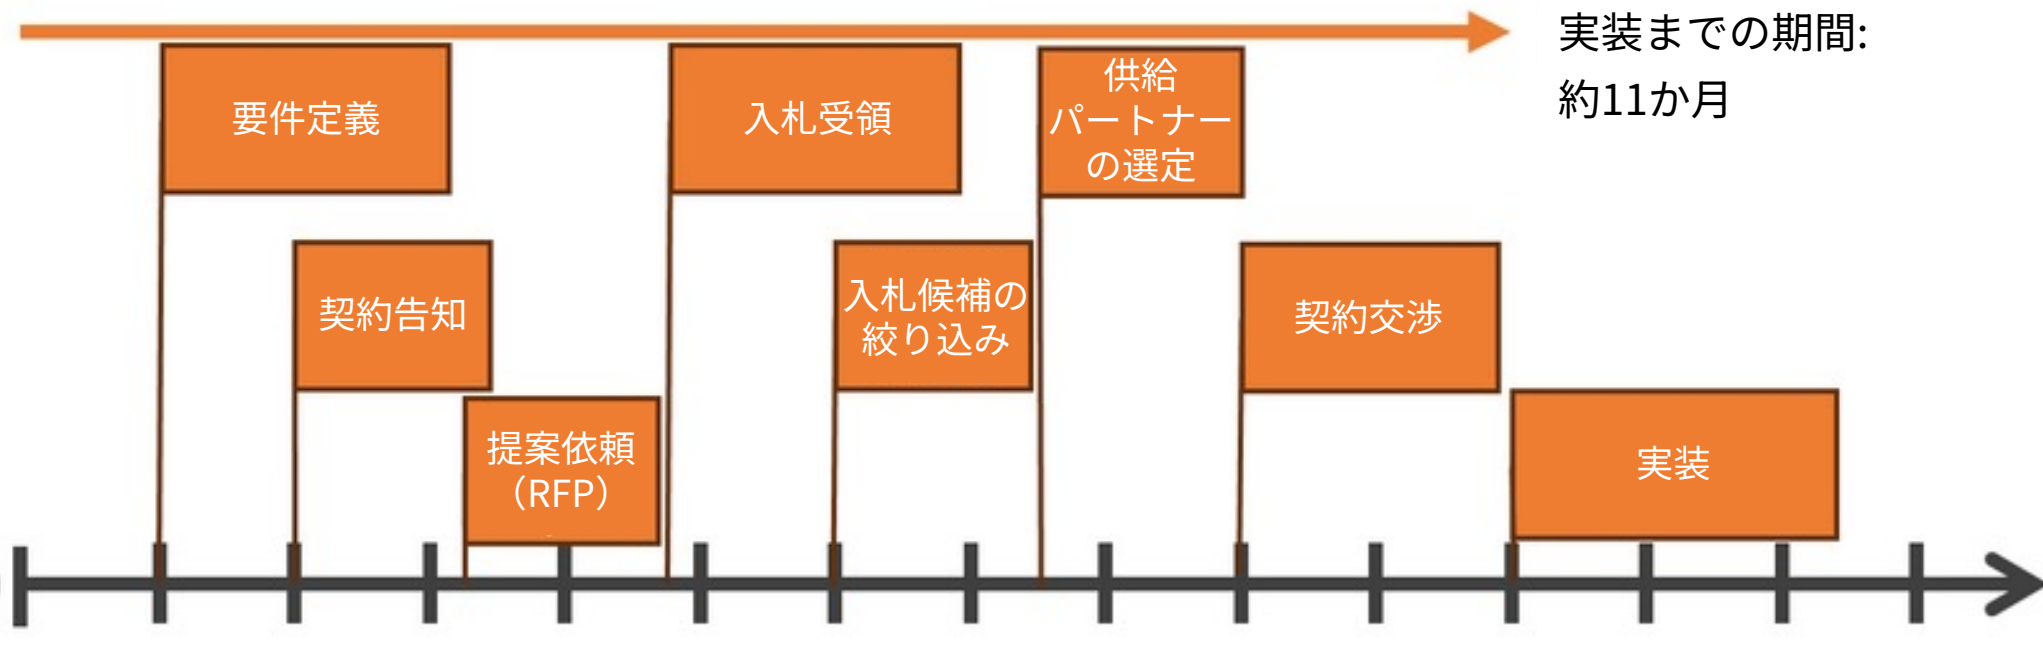 実装までの期間:
約11か月
要件定義
入札受領
供給
パートナー
の選定
契約告知
入札候補の
絞り込み
契約交渉
提案依頼
（RFP）
実装